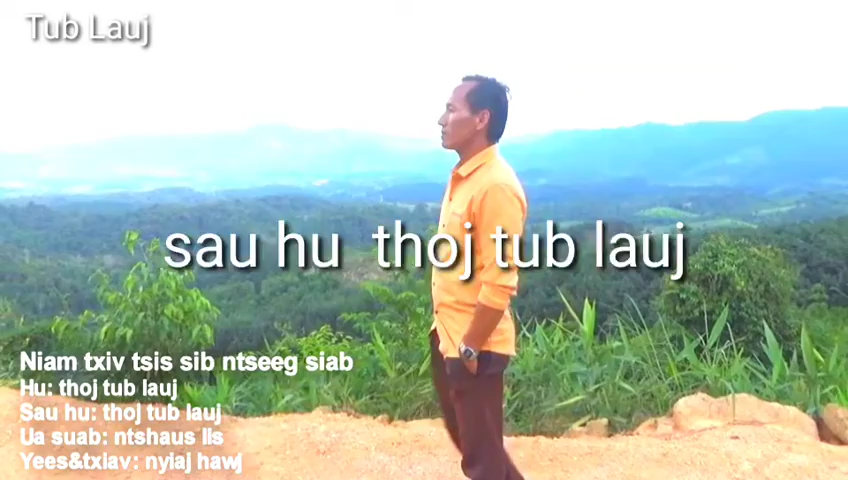 Tub Lauj
sau hu thoj tub lauj
Niam txiv tsis sib ntseeg siab
Hu: thoj tub lauj
Sau hu: thoj tub lauj
Ua suab: ntshaus lis
Yees&txiav: nyiaj hawj